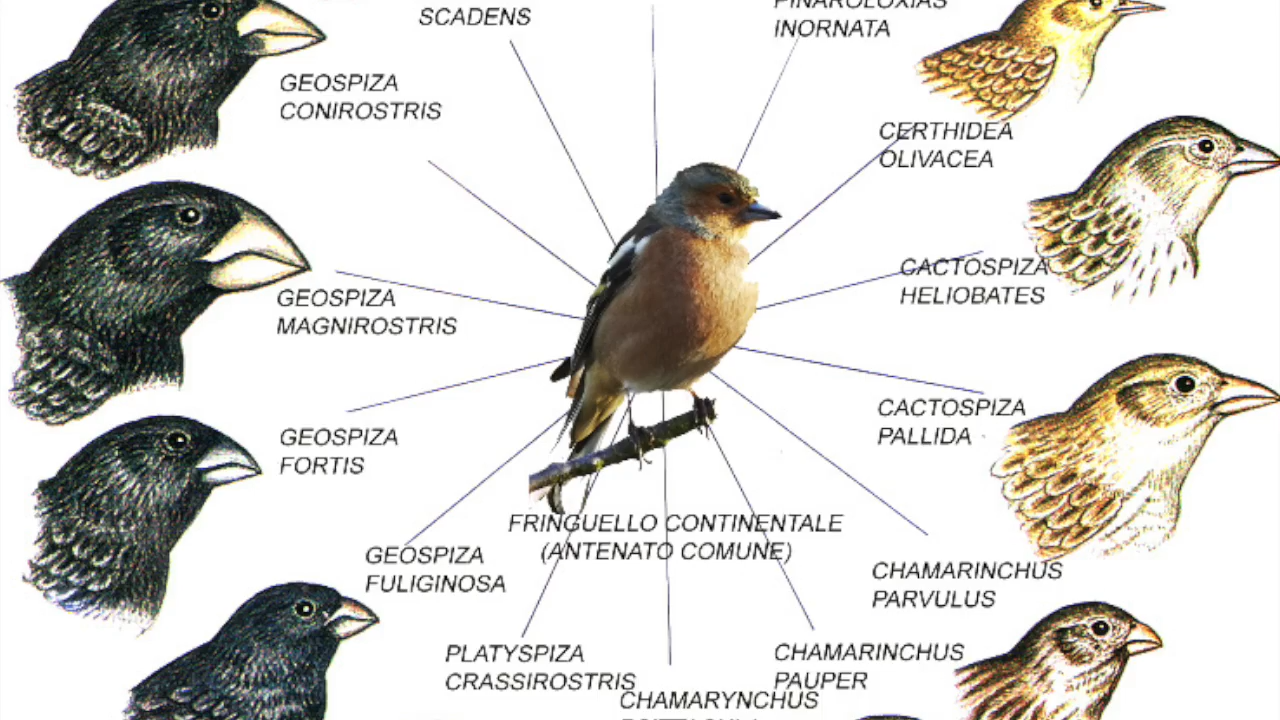 SCADENS
PINAROLOXIAS
INORNATA
GEOSPIZA
CONIROSTRIS
CERTHIDEA
OLIVACEA
CACTOSPIZA
HELIOBATES
GEOSPIZA
MAGNIROSTRIS
CACTOSPIZA
PALLIDA
GEOSPIZA
FORTIS
FRINGUELLO CONTINENTALE
(ANTENATO COMUNE)
GEOSPIZA
FULIGINOSA
CHAMARINCHUS
PARVULUS
PLATYSPIZA
CRASSIROSTRIS
CHAMARINCHUS
PAUPER
CHAMARYNCHUS